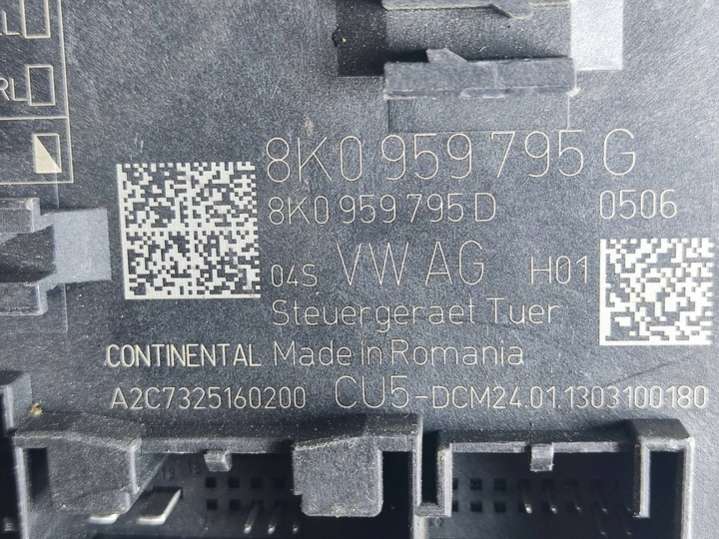 RL
8K0 959 795 G
8K0 959 795 D 0506
04S VW AG H01
Steuergeraet Tuer
CONTINENTAL Made in Romania
A2C7325160200 CU5-DCM24.01.1303100180